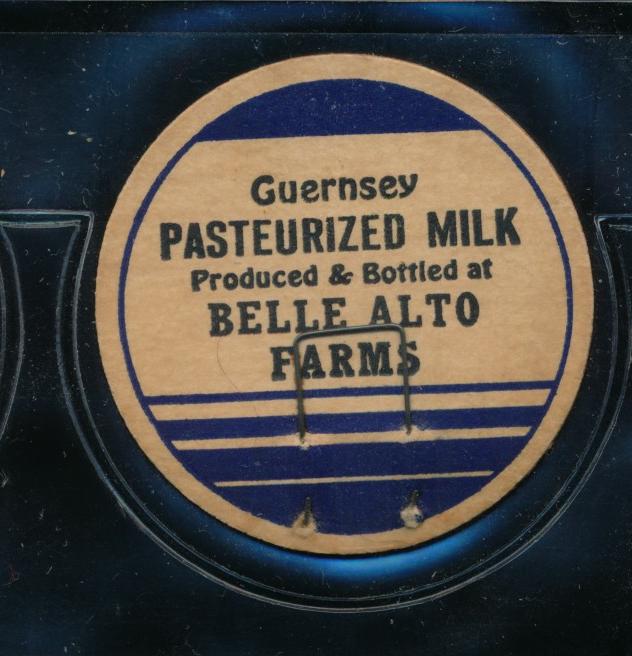 Guernsey
PASTEURIZED MILK
Produced & Bottled at
BELLE ALTO
FARMS